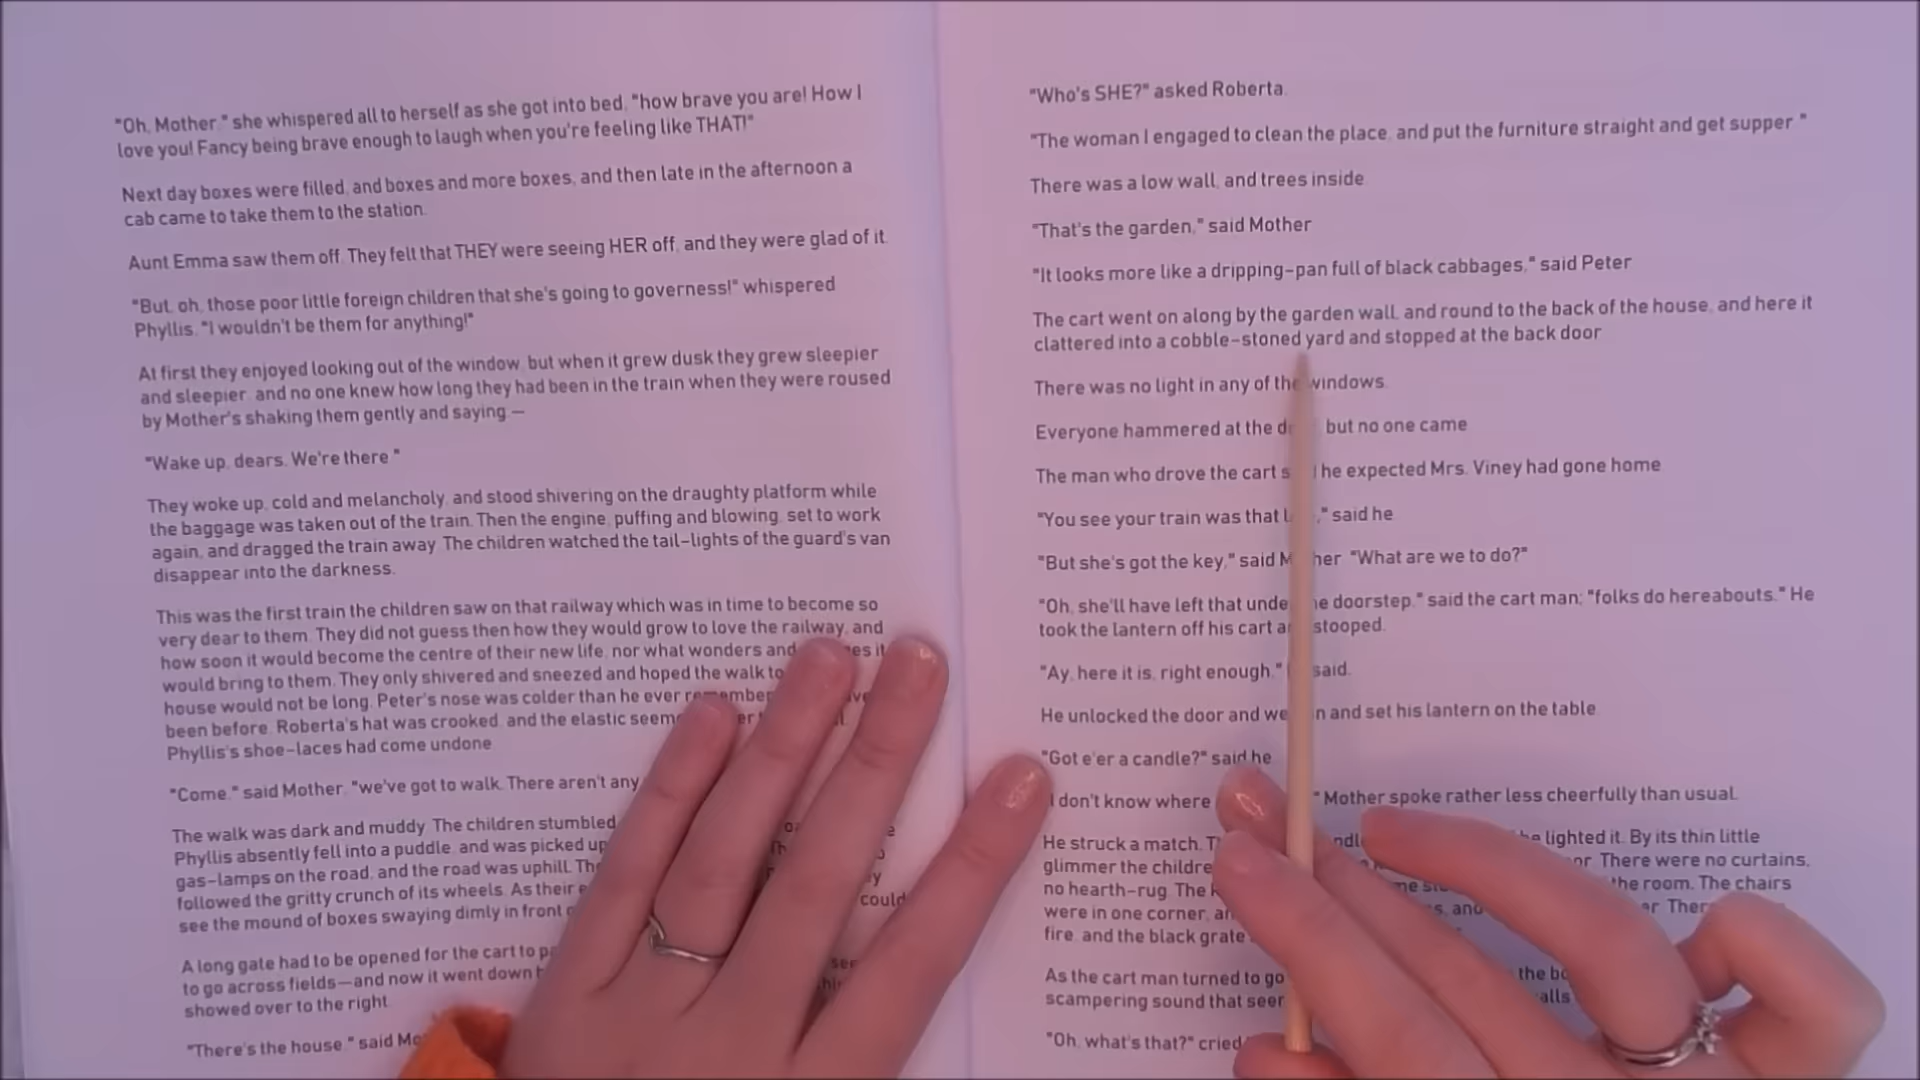 "Oh, Mother," she whispered all to herself as she got into bed, "how brave you are! How I
love you! Fancy being brave enough to laugh when you're feeling like THAT!"
Next day boxes were filled, and boxes and more boxes, and then late in the afternoon a
cab came to take them to the station.
Aunt Emma saw them off. They felt that THEY were seeing HER off, and they were glad of it.
"But, oh, those poor little foreign children that she's going to governess!" whispered
Phyllis. "I wouldn't be them for anything!"
At first they enjoyed looking out of the window, but when it grew dusk they grew sleepier
and sleepier, and no one knew how long they had been in the train when they were roused
by Mother's shaking them gently and saying —
"Wake up, dears. We're there."
They woke up, cold and melancholy, and stood shivering on the draughty platform while
the baggage was taken out of the train. Then the engine, puffing and blowing, set to work
again, and dragged the train away. The children watched the tail-lights of the guard's van
disappear into the darkness.
This was the first train the children saw on that railway which was in time to become so
very dear to them. They did not guess then how they would grow to love the railway, and
how soon it would become the centre of their new life, nor what wonders and
would bring to them. They only shivered and sneezed and hoped the walk to
house would not be long. Peter's nose was colder than he ever
been before. Roberta's hat was crooked, and the elastic
Phyllis's shoe-laces had come undone.
"Come," said Mother, "we've got to walk. There aren't any
The walk was dark and muddy. The children stumbled
Phyllis absently fell into a puddle, and was picked up
gas-lamps on the road, and the road was uphill.
followed the gritty crunch of its wheels. As their could
see the mound of boxes swaying dimly in front
A long gate had to be opened for the cart to
to go across fields—and now it went down
showed over to the right.
"There's the house," said
"Who's SHE?" asked Roberta.
"The woman I engaged to clean the place, and put the furniture straight and get supper."
There was a low wall, and trees inside.
"That's the garden," said Mother.
"It looks more like a dripping-pan full of black cabbages," said Peter.
The cart went on along by the garden wall, and round to the back of the house, and here it
clattered into a cobble-stoned yard and stopped at the back door.
There was no light in any of the windows.
Everyone hammered at the but no one came.
The man who drove the cart he expected Mrs. Viney had gone home.
"You see your train was that ," said he.
"But she's got the key," said Mother. "What are we to do?"
"Oh, she'll have left that under the doorstep," said the cart man; "folks do hereabouts." He
took the lantern off his cart and stooped.
"Ay, here it is, right enough," said.
He unlocked the door and went in and set his lantern on the table.
"Got e'er a candle?" said he.
I don't know where " Mother spoke rather less cheerfully than usual.
He struck a match. lighted it. By its thin little
glimmer the There were no curtains,
no hearth-rug. The the room. The chairs
were in one corner,
fire, and the black grate
As the cart man turned to go
scampering sound that
"Oh, what's that?" cried